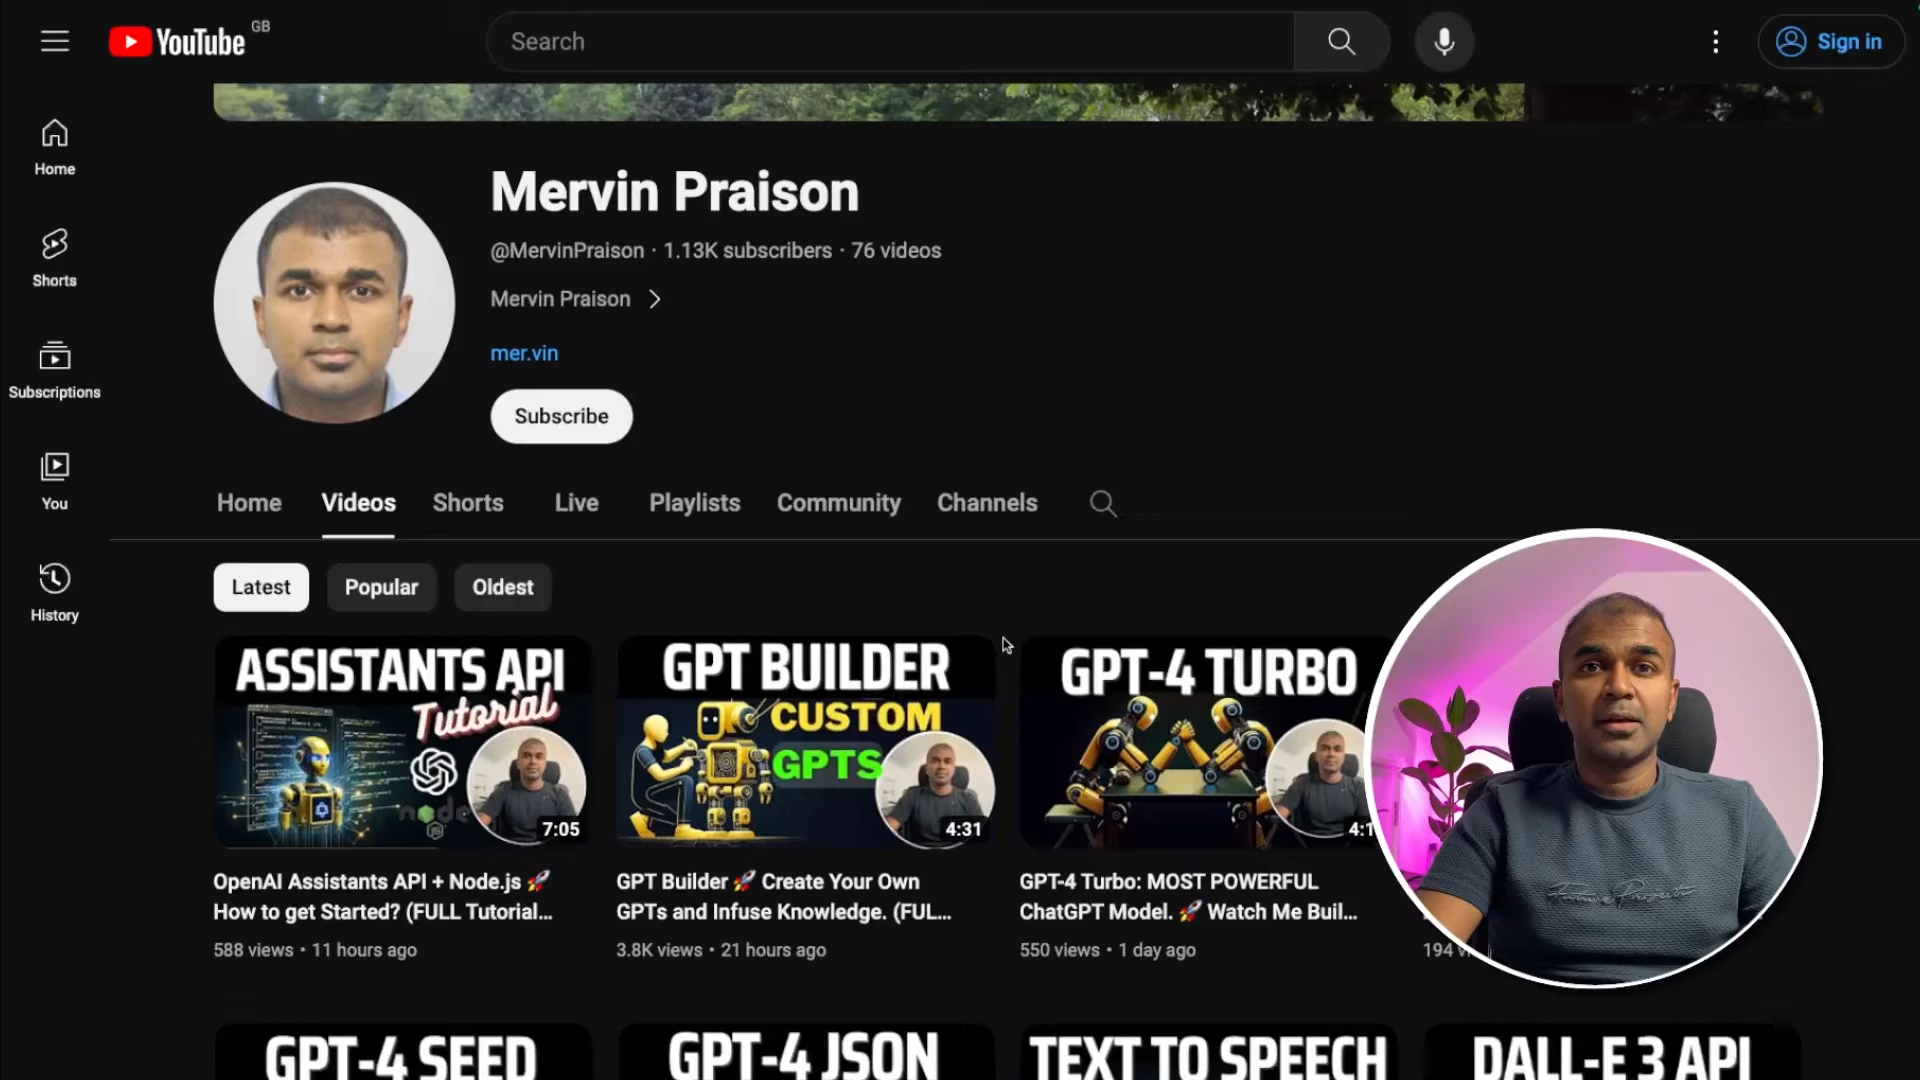 YouTube GB
Search
Sign in
Home
Shorts
Subscriptions
You
History
Mervin Praison
@MervinPraison · 1.13K subscribers · 76 videos
Mervin Praison
mer.vin
Subscribe
Home Videos Shorts Live Playlists Community Channels
Latest Popular Oldest
ASSISTANTS API
Tutorial
node
JS
7:05
OpenAI Assistants API + Node.js 🚀
How to get Started? (FULL Tutorial...
588 views • 11 hours ago
GPT BUILDER
CUSTOM
GPTS
4:31
GPT Builder 🚀 Create Your Own
GPTs and Infuse Knowledge. (FUL...
3.8K views • 21 hours ago
GPT-4 TURBO
4:1
GPT-4 Turbo: MOST POWERFUL
ChatGPT Model. 🚀 Watch Me Buil...
550 views • 1 day ago
194 v
Future Project
GPT-4 SEED
GPT-4 JSON
TEXT TO SPEECH
DALL-E 3 API